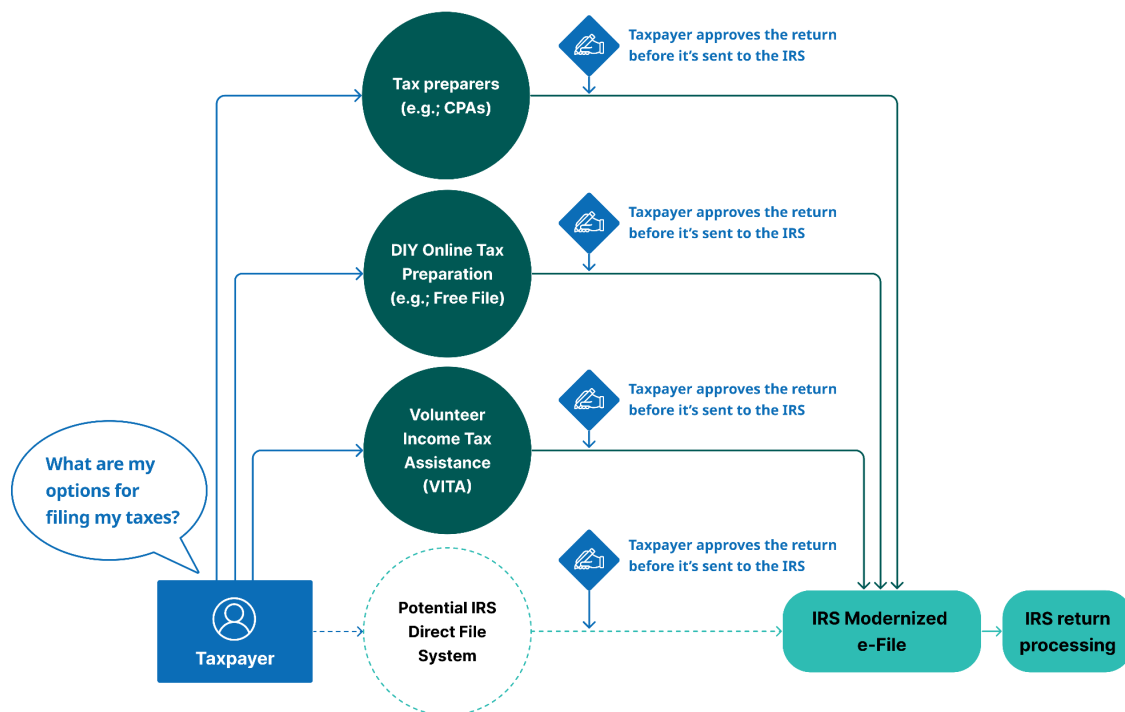 Tax preparers
(e.g.; CPAs)
Taxpayer approves the return
before it’s sent to the IRS
DIY Online Tax
Preparation
(e.g.; Free File)
Taxpayer approves the return
before it’s sent to the IRS
Volunteer
Income Tax
Assistance
(VITA)
Taxpayer approves the return
before it’s sent to the IRS
What are my
options for
filing my taxes?
Taxpayer
Potential IRS
Direct File
System
Taxpayer approves the return
before it’s sent to the IRS
IRS Modernized
e-File
IRS return
processing